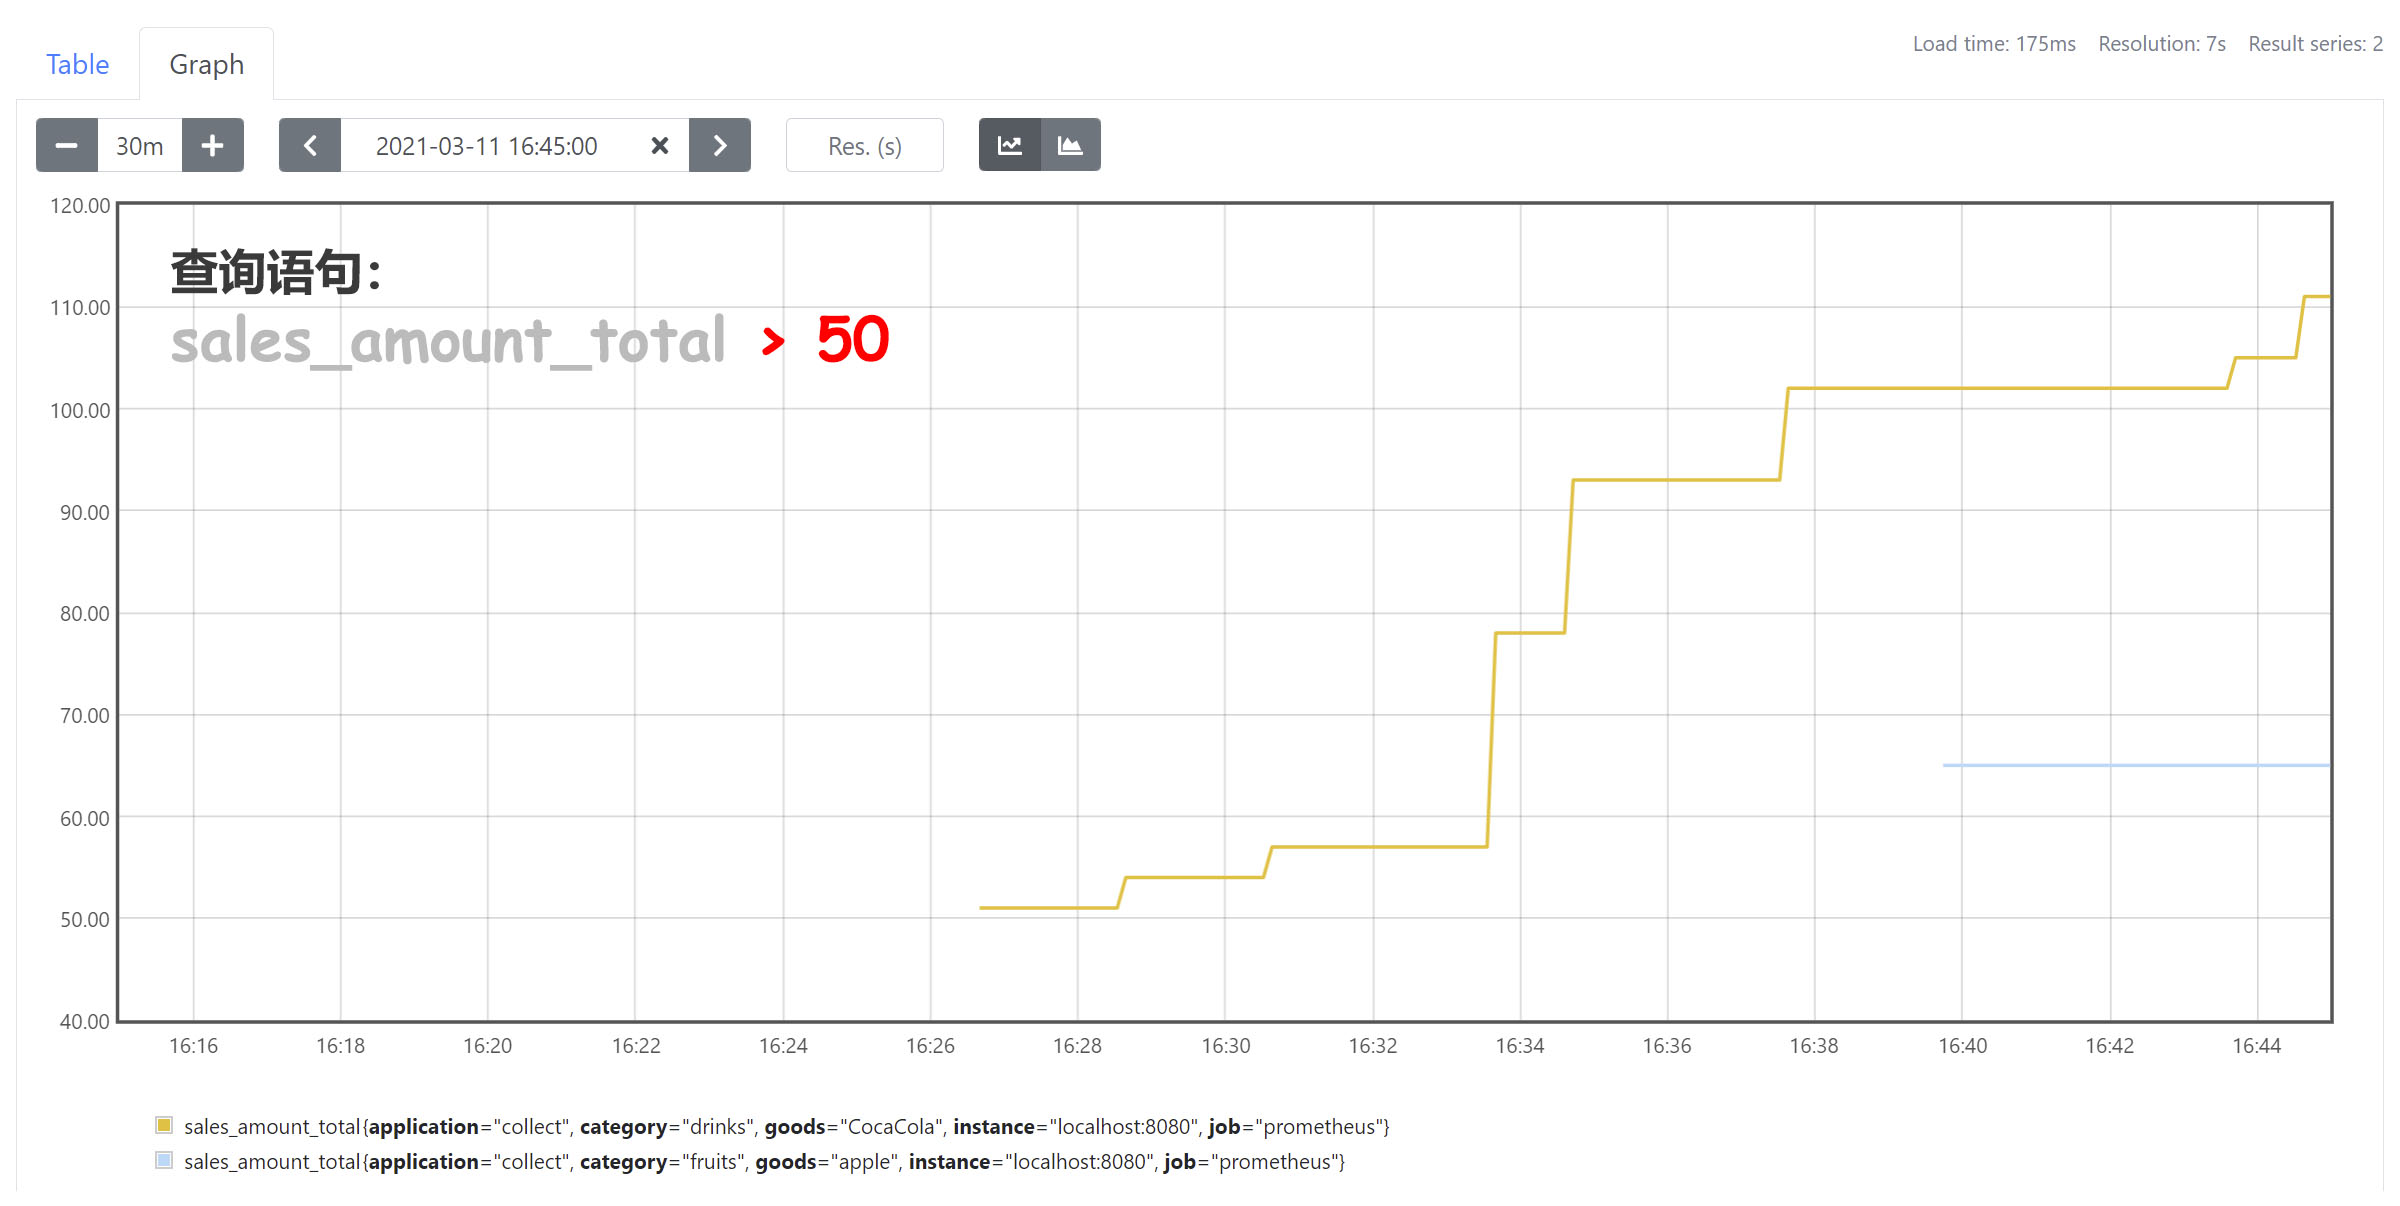 Load time: 175ms Resolution: 7s Result series: 2
Table Graph
30m 2021-03-11 16:45:00 Res. (s)
120.00
110.00
100.00
90.00
80.00
70.00
60.00
50.00
40.00
查询语句：
sales_amount_total > 50
16:16 16:18 16:20 16:22 16:24 16:26 16:28 16:30 16:32 16:34 16:36 16:38 16:40 16:42 16:44
sales_amount_total{application="collect", category="drinks", goods="CocaCola", instance="localhost:8080", job="prometheus"}
sales_amount_total{application="collect", category="fruits", goods="apple", instance="localhost:8080", job="prometheus"}